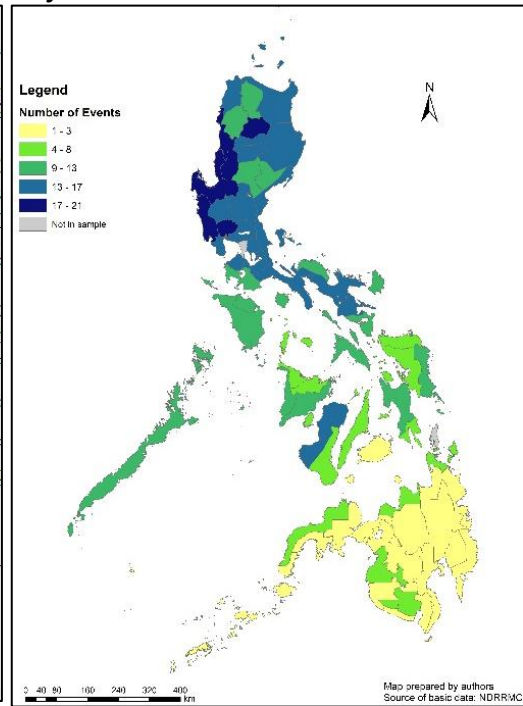 Legend
N
Number of Events
1 - 3
4 - 8
9 - 13
13 - 17
17 - 21
Not in sample
0 40 80 160 240 320 400
km
Map prepared by authors
Source of basic data: NDRRMC